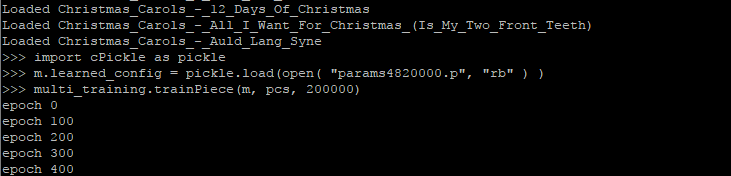 Loaded Christmas_Carols_-_12_Days_Of_Christmas
Loaded Christmas_Carols_-_All_I_Want_For_Christmas_(Is_My_Two_Front_Teeth)
Loaded Christmas_Carols_-_Auld_Lang_Syne
>>> import cPickle as pickle
>>> m.learned_config = pickle.load(open( "params4820000.p", "rb" ) )
>>> multi_training.trainPiece(m, pcs, 200000)
epoch 0
epoch 100
epoch 200
epoch 300
epoch 400